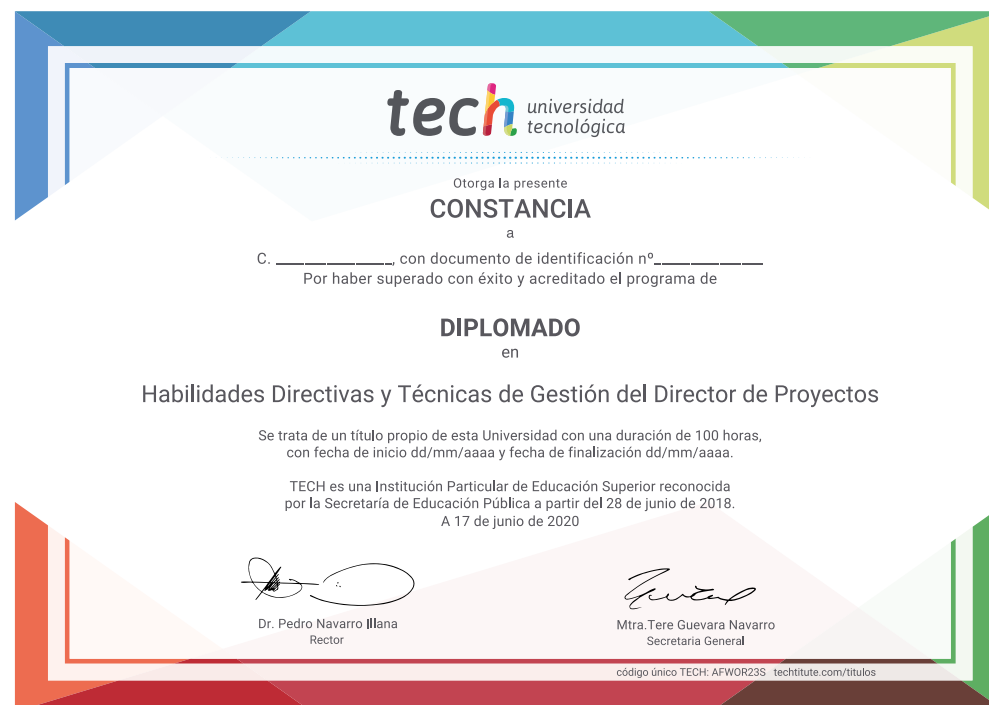 tech universidad
tecnológica
Otorga la presente
CONSTANCIA
a
C. ______________, con documento de identificación nº_____________
Por haber superado con éxito y acreditado el programa de
DIPLOMADO
en
Habilidades Directivas y Técnicas de Gestión del Director de Proyectos
Se trata de un título propio de esta Universidad con una duración de 100 horas,
con fecha de inicio dd/mm/aaaa y fecha de finalización dd/mm/aaaa.
TECH es una Institución Particular de Educación Superior reconocida
por la Secretaría de Educación Pública a partir del 28 de junio de 2018.
A 17 de junio de 2020
Dr. Pedro Navarro Illana
Rector
Mtra.Tere Guevara Navarro
Secretaria General
código único TECH: AFWOR23S techtitute.com/titulos